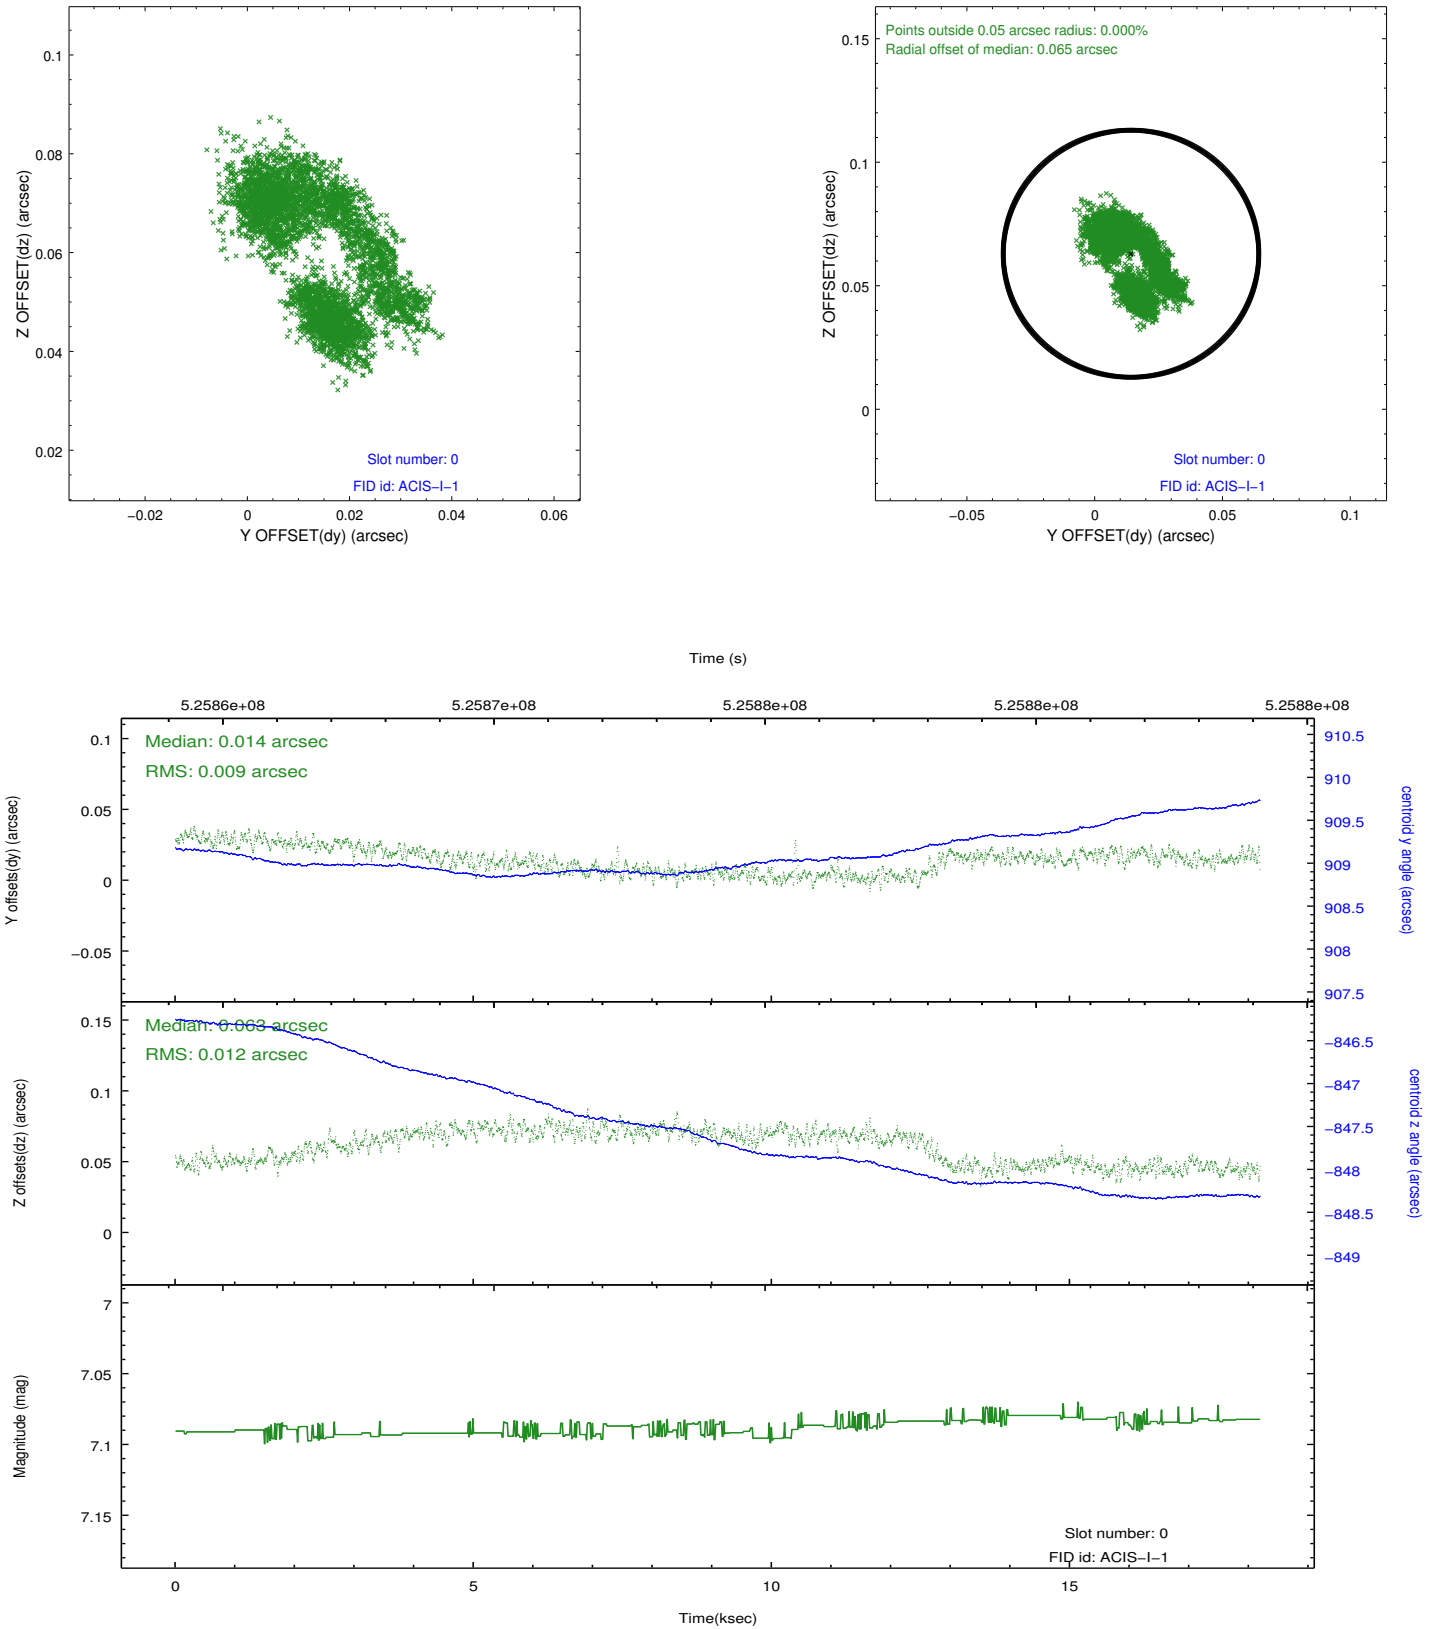 0.1
0.08
0.06
0.04
0.02
Z OFFSET(dz) (arcsec)
Slot number: 0
FID id: ACIS−I−1
−0.02 0 0.02 0.04 0.06
Y OFFSET(dy) (arcsec)
Points outside 0.05 arcsec radius: 0.000%
Radial offset of median: 0.065 arcsec
0.15
0.1
0.05
0
Z OFFSET(dz) (arcsec)
Slot number: 0
FID id: ACIS−I−1
−0.05 0 0.05 0.1
Y OFFSET(dy) (arcsec)
Time (s)
5.2586e+08 5.2587e+08 5.2588e+08 5.2588e+08 5.2588e+08
Median: 0.014 arcsec
RMS: 0.009 arcsec
0.1
0.05
0
−0.05
Y offsets(dy) (arcsec)
910.5
910
909.5
909
908.5
908
907.5
centroid y angle (arcsec)
Median: 0.063 arcsec
RMS: 0.012 arcsec
0.15
0.1
0.05
0
Z offsets(dz) (arcsec)
−846.5
−847
−847.5
−848
−848.5
−849
centroid z angle (arcsec)
7
7.05
7.1
7.15
Magnitude (mag)
Slot number: 0
FID id: ACIS−I−1
0 5 10 15
Time(ksec)